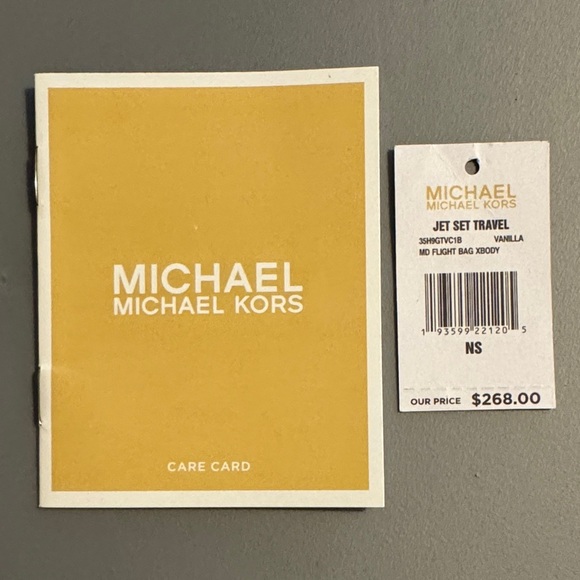 MICHAEL
MICHAEL KORS
CARE CARD
MICHAEL
MICHAEL KORS
JET SET TRAVEL
35H9GTVC1B VANILLA
MD FLIGHT BAG XBODY
1 93599 22120 5
NS
OUR PRICE $268.00